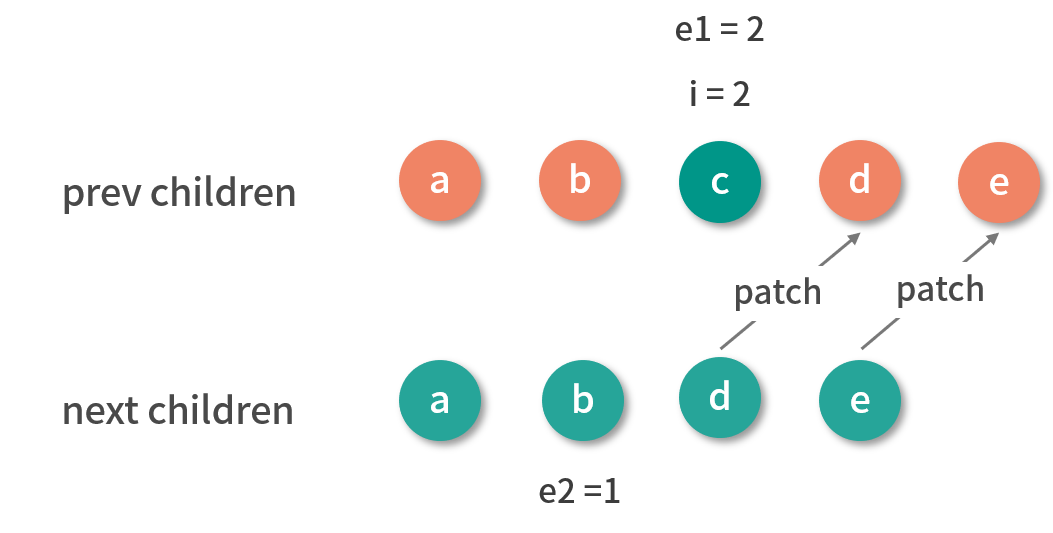 e1 = 2
i = 2
prev children a b c d e
patch patch
next children a b d e
e2 =1